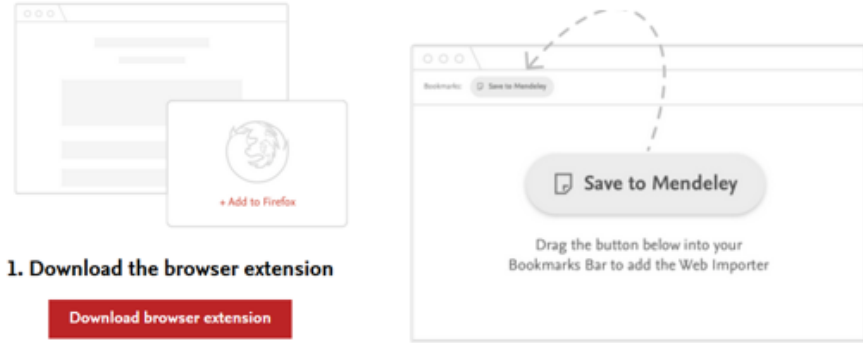 + Add to Firefox
1. Download the browser extension
Download browser extension
Bookmarks: Save to Mendeley
Save to Mendeley
Drag the button below into your
Bookmarks Bar to add the Web Importer